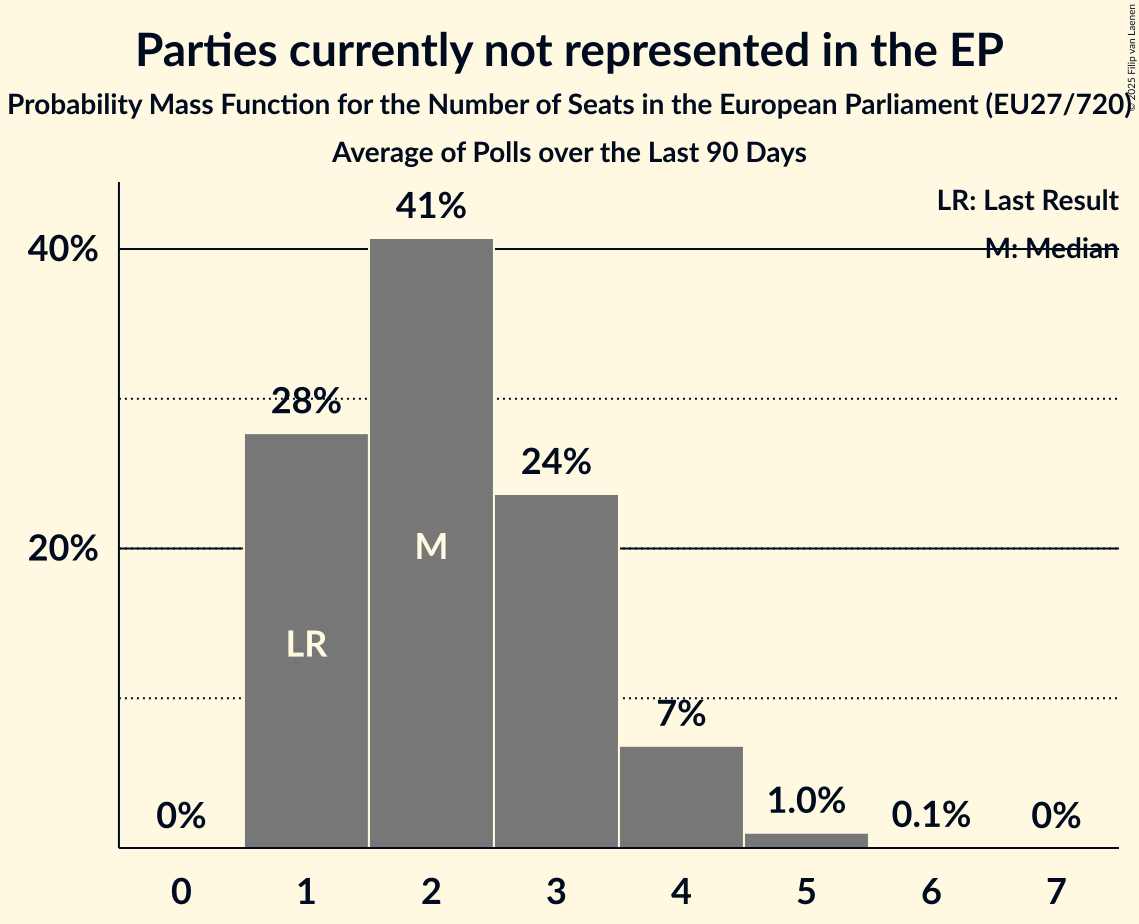 Parties currently not represented in the EP
Probability Mass Function for the Number of Seats in the European Parliament (EU27/720)
Average of Polls over the Last 90 Days
© 2025 Filip van Laenen
LR: Last Result
M: Median
40%
20%
0%
28%
41%
24%
7%
1.0%
0.1%
0%
LR
M
0 1 2 3 4 5 6 7